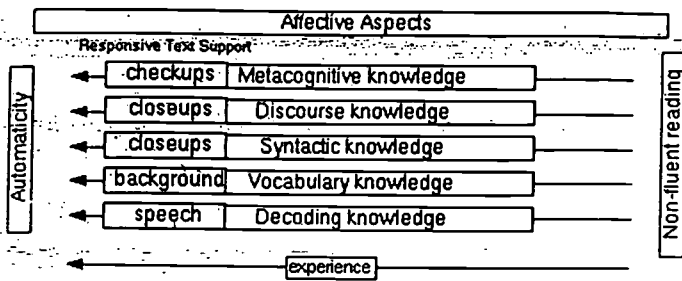 Affective Aspects
Responsive Text Support
checkups Metacognitive knowledge
closeups Discourse knowledge
closeups Syntactic knowledge
background Vocabulary knowledge
speech Decoding knowledge
experience
Automaticity
Non-fluent reading